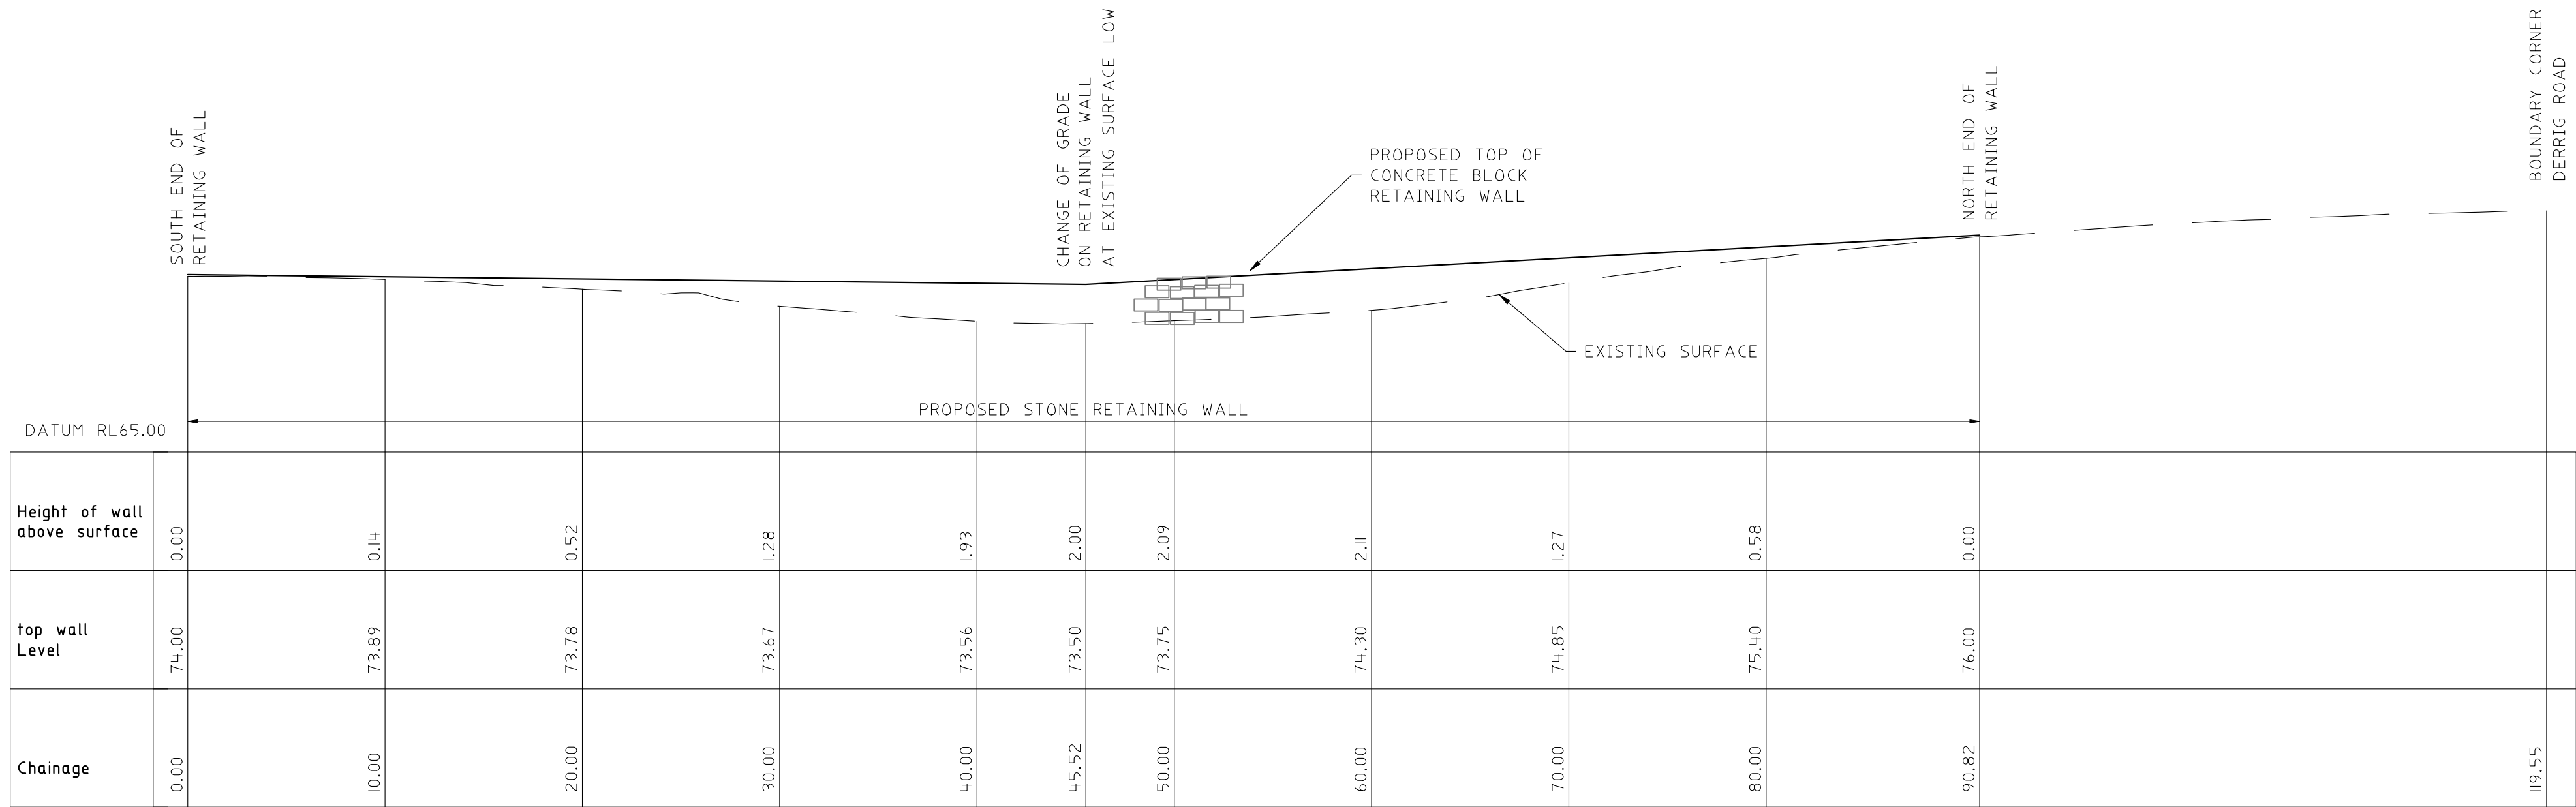 SOUTH END OF
RETAINING WALL
CHANGE OF GRADE
ON RETAINING WALL
AT EXISTING SURFACE LOW
PROPOSED TOP OF
CONCRETE BLOCK
RETAINING WALL
NORTH END OF
RETAINING WALL
BOUNDARY CORNER
DERRIG ROAD
EXISTING SURFACE
PROPOSED STONE RETAINING WALL
DATUM RL65.00
Height of wall
above surface
0.00
0.14
0.52
1.28
1.93
2.00
2.09
2.11
1.27
0.58
0.00
top wall
Level
74.00
73.89
73.78
73.67
73.56
73.50
73.75
74.30
74.85
75.40
76.00
Chainage
0.00
10.00
20.00
30.00
40.00
45.52
50.00
60.00
70.00
80.00
90.82
119.55